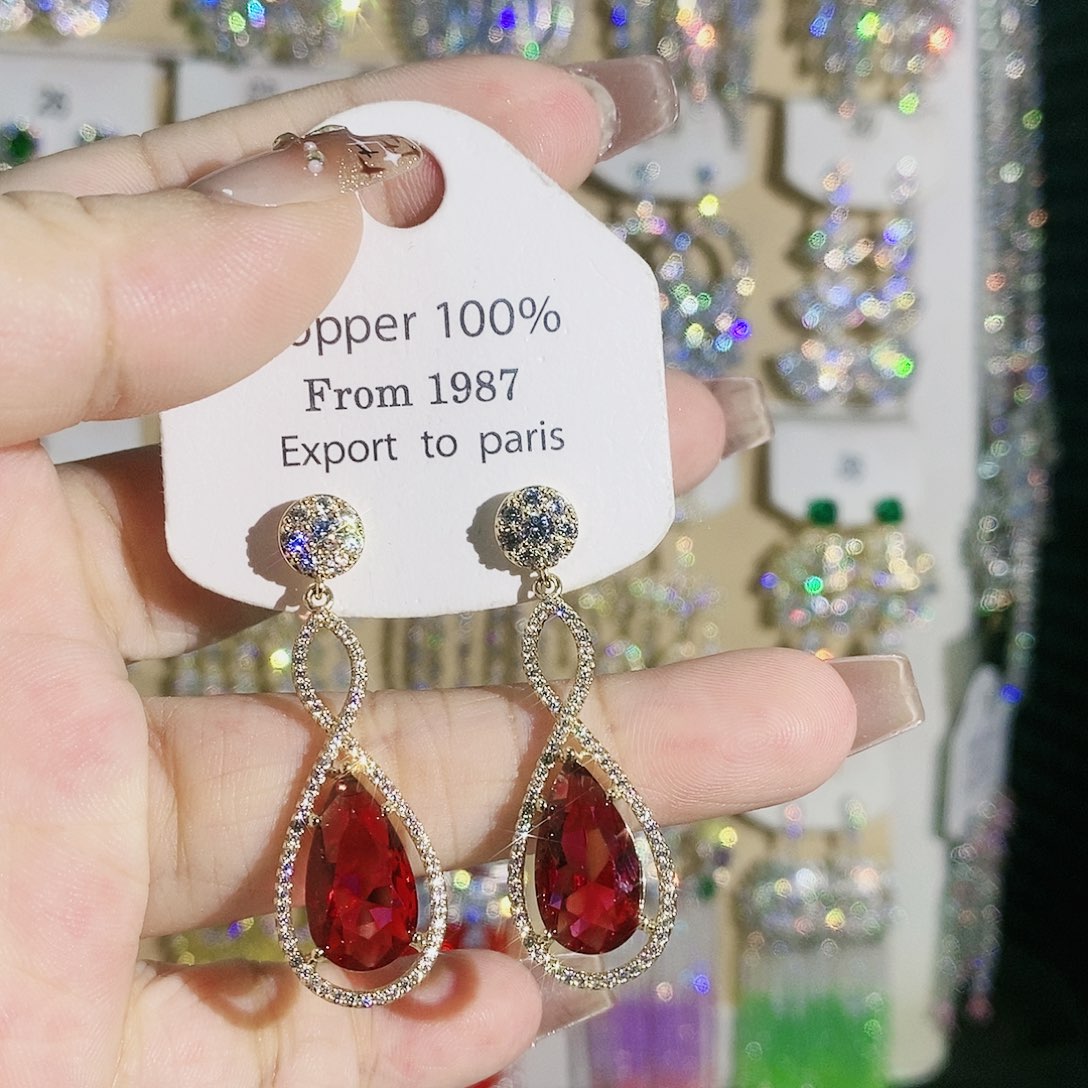 opper 100%
From 1987
Export to paris